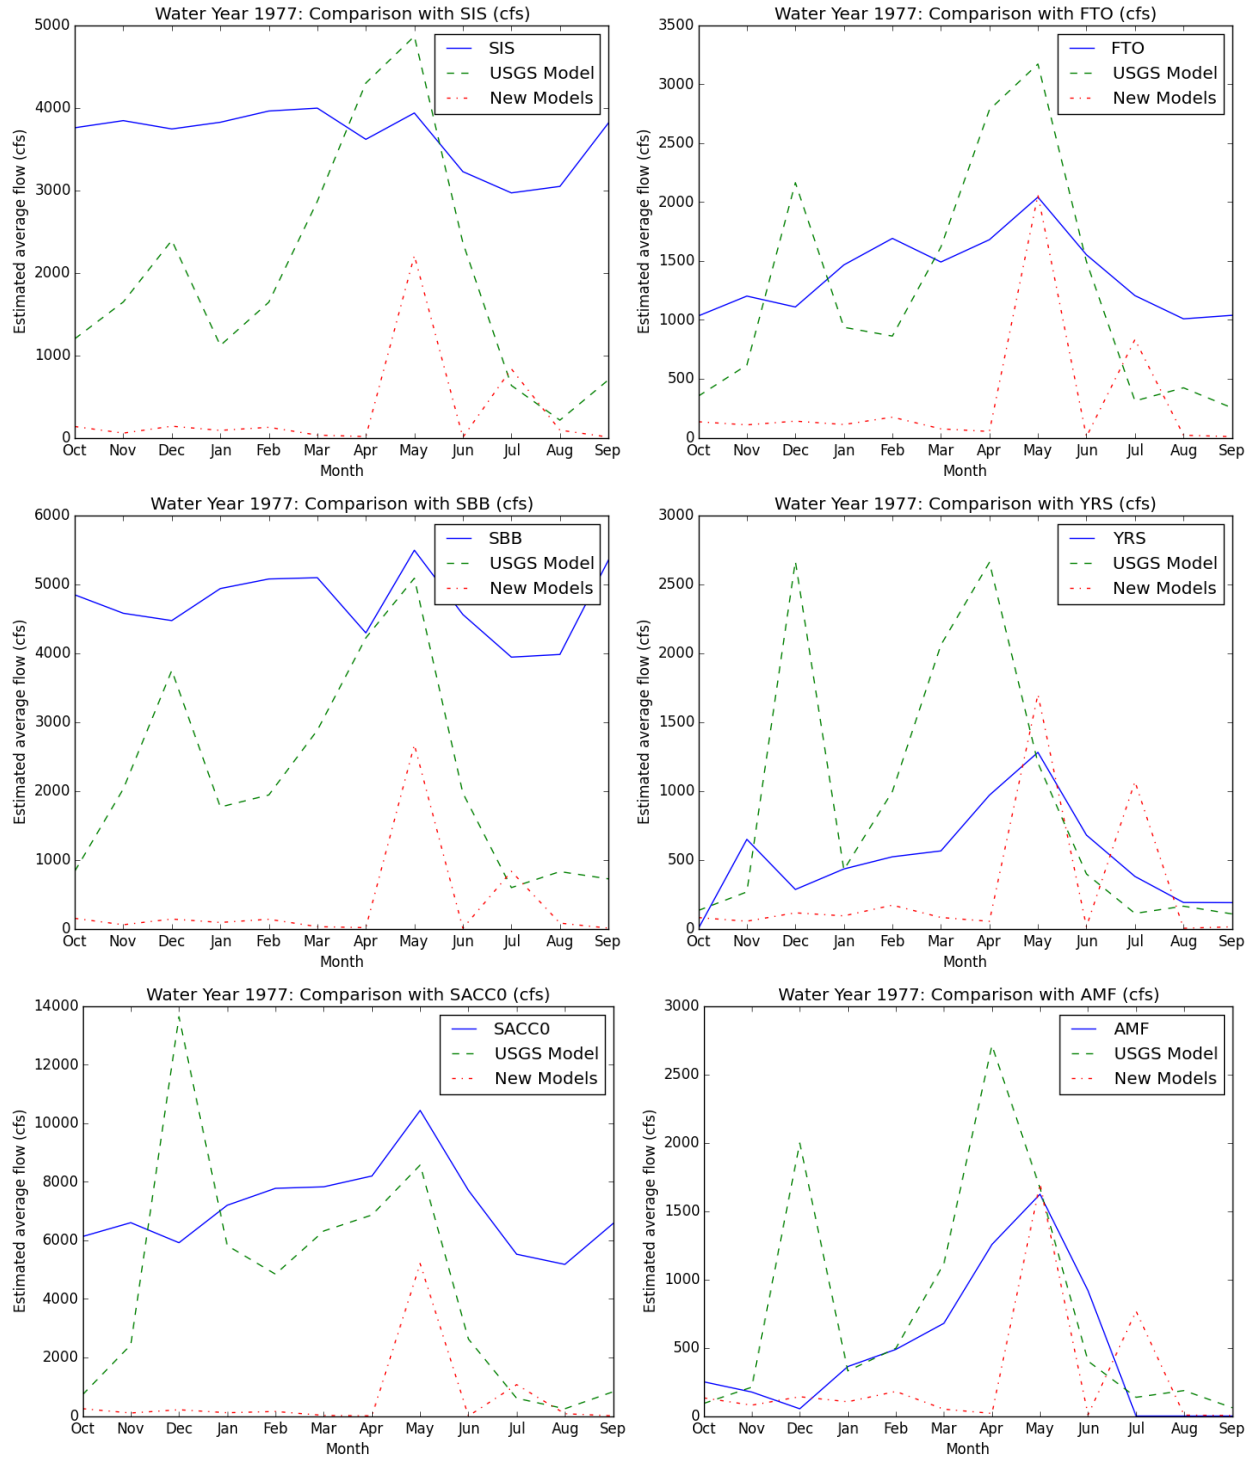 Water Year 1977: Comparison with SIS (cfs)
5000
4000
3000
2000
1000
0
Estimated average flow (cfs)
SIS
USGS Model
New Models
Oct Nov Dec Jan Feb Mar Apr May Jun Jul Aug Sep
Month
Water Year 1977: Comparison with FTO (cfs)
3500
3000
2500
2000
1500
1000
500
0
Estimated average flow (cfs)
FTO
USGS Model
New Models
Oct Nov Dec Jan Feb Mar Apr May Jun Jul Aug Sep
Month
Water Year 1977: Comparison with SBB (cfs)
6000
5000
4000
3000
2000
1000
0
Estimated average flow (cfs)
SBB
USGS Model
New Models
Oct Nov Dec Jan Feb Mar Apr May Jun Jul Aug Sep
Month
Water Year 1977: Comparison with YRS (cfs)
3000
2500
2000
1500
1000
500
0
Estimated average flow (cfs)
YRS
USGS Model
New Models
Oct Nov Dec Jan Feb Mar Apr May Jun Jul Aug Sep
Month
Water Year 1977: Comparison with SACC0 (cfs)
14000
12000
10000
8000
6000
4000
2000
0
Estimated average flow (cfs)
SACC0
USGS Model
New Models
Oct Nov Dec Jan Feb Mar Apr May Jun Jul Aug Sep
Month
Water Year 1977: Comparison with AMF (cfs)
3000
2500
2000
1500
1000
500
0
Estimated average flow (cfs)
AMF
USGS Model
New Models
Oct Nov Dec Jan Feb Mar Apr May Jun Jul Aug Sep
Month